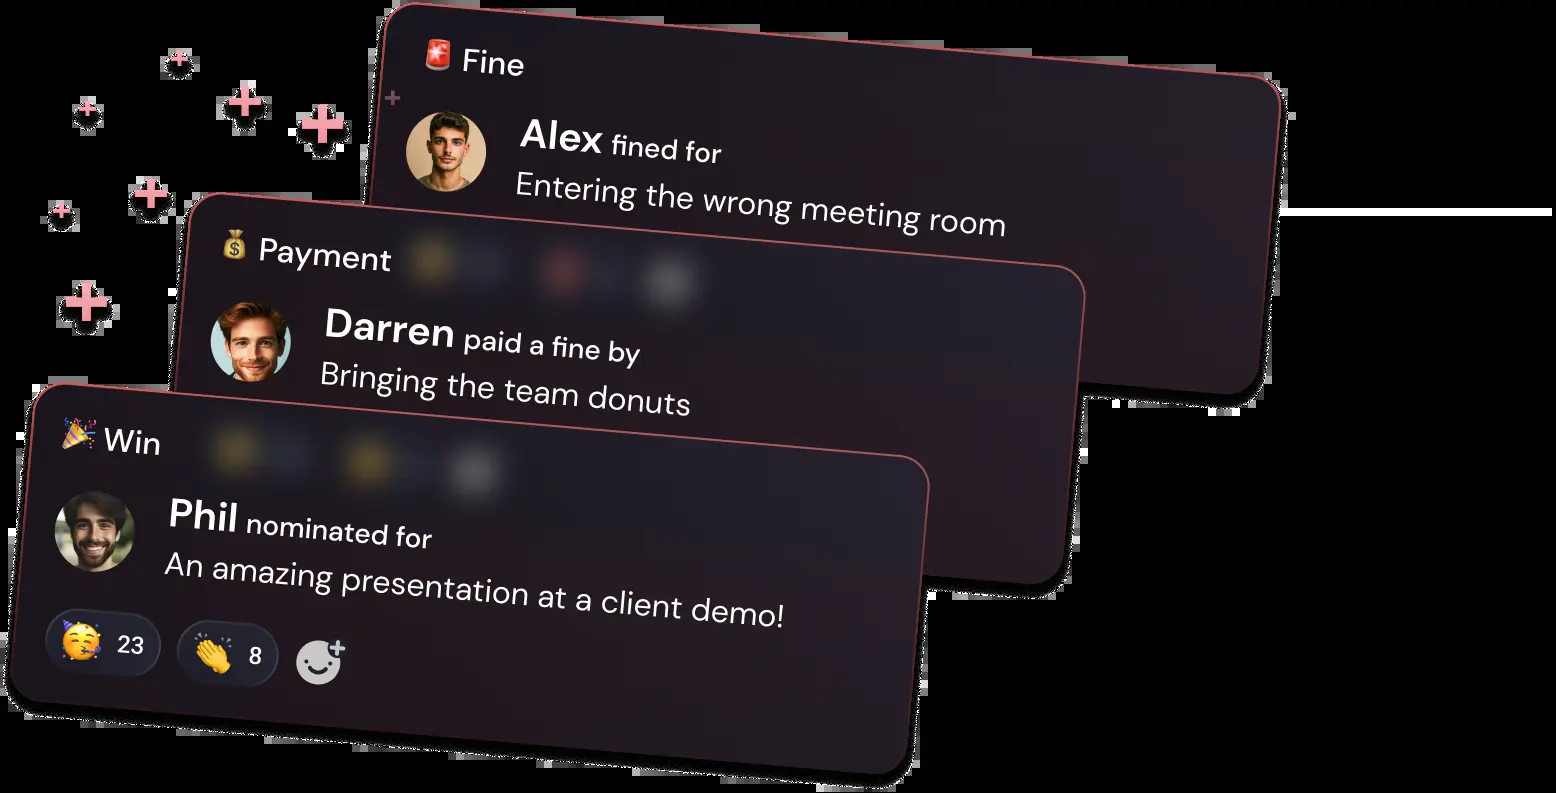 🚨 Fine
Alex fined for
Entering the wrong meeting room
💰 Payment
Darren paid a fine by
Bringing the team donuts
🎉 Win
Phil nominated for
An amazing presentation at a client demo!
🥳 23 👏 8